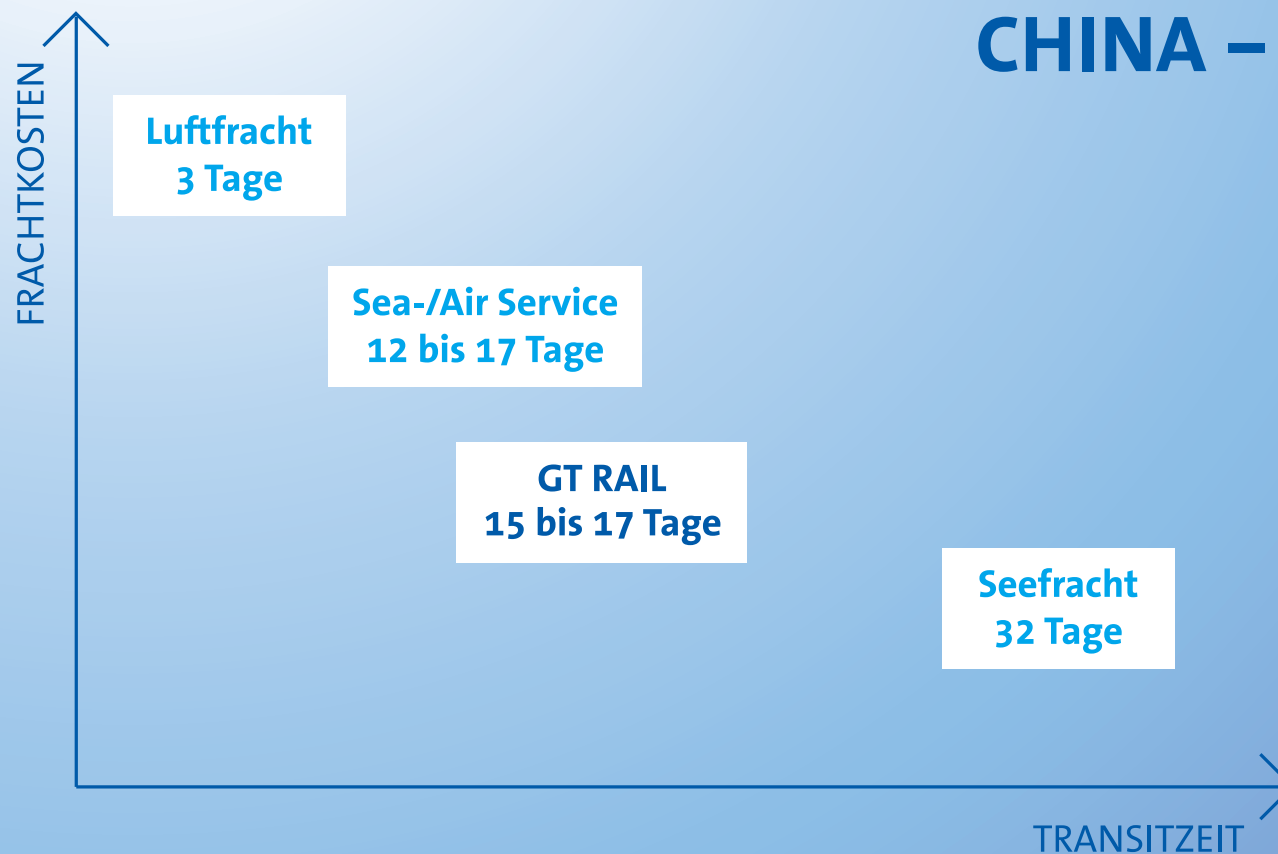 CHINA –
FRACHTKOSTEN
Luftfracht
3 Tage
Sea-/Air Service
12 bis 17 Tage
GT RAIL
15 bis 17 Tage
Seefracht
32 Tage
TRANSITZEIT